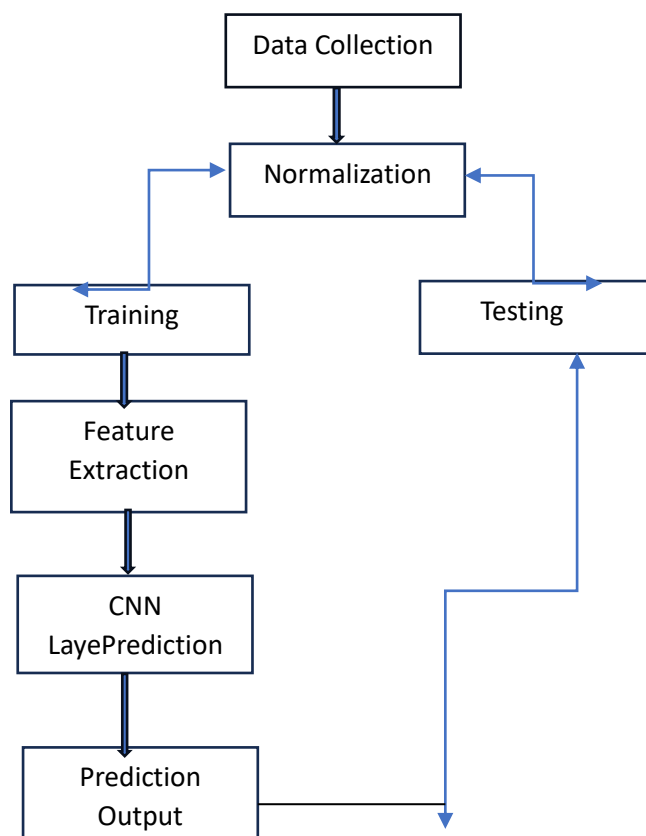 Data Collection
Normalization
Training
Testing
Feature
Extraction
CNN
LayePrediction
Prediction
Output